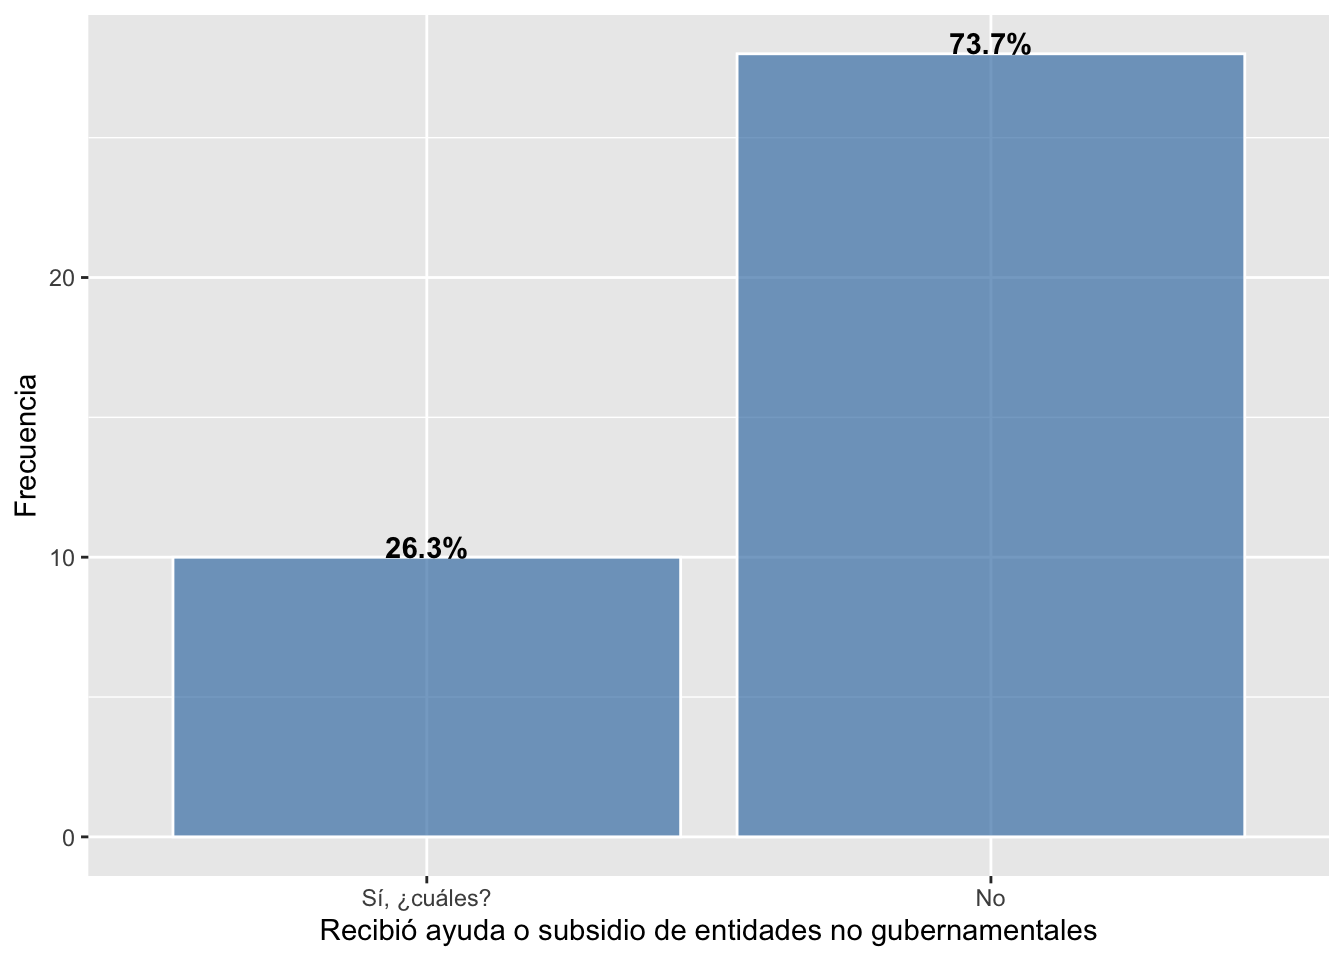 73.7%
20
Frecuencia
26.3%
10
0
Sí, ¿cuáles? No
Recibió ayuda o subsidio de entidades no gubernamentales